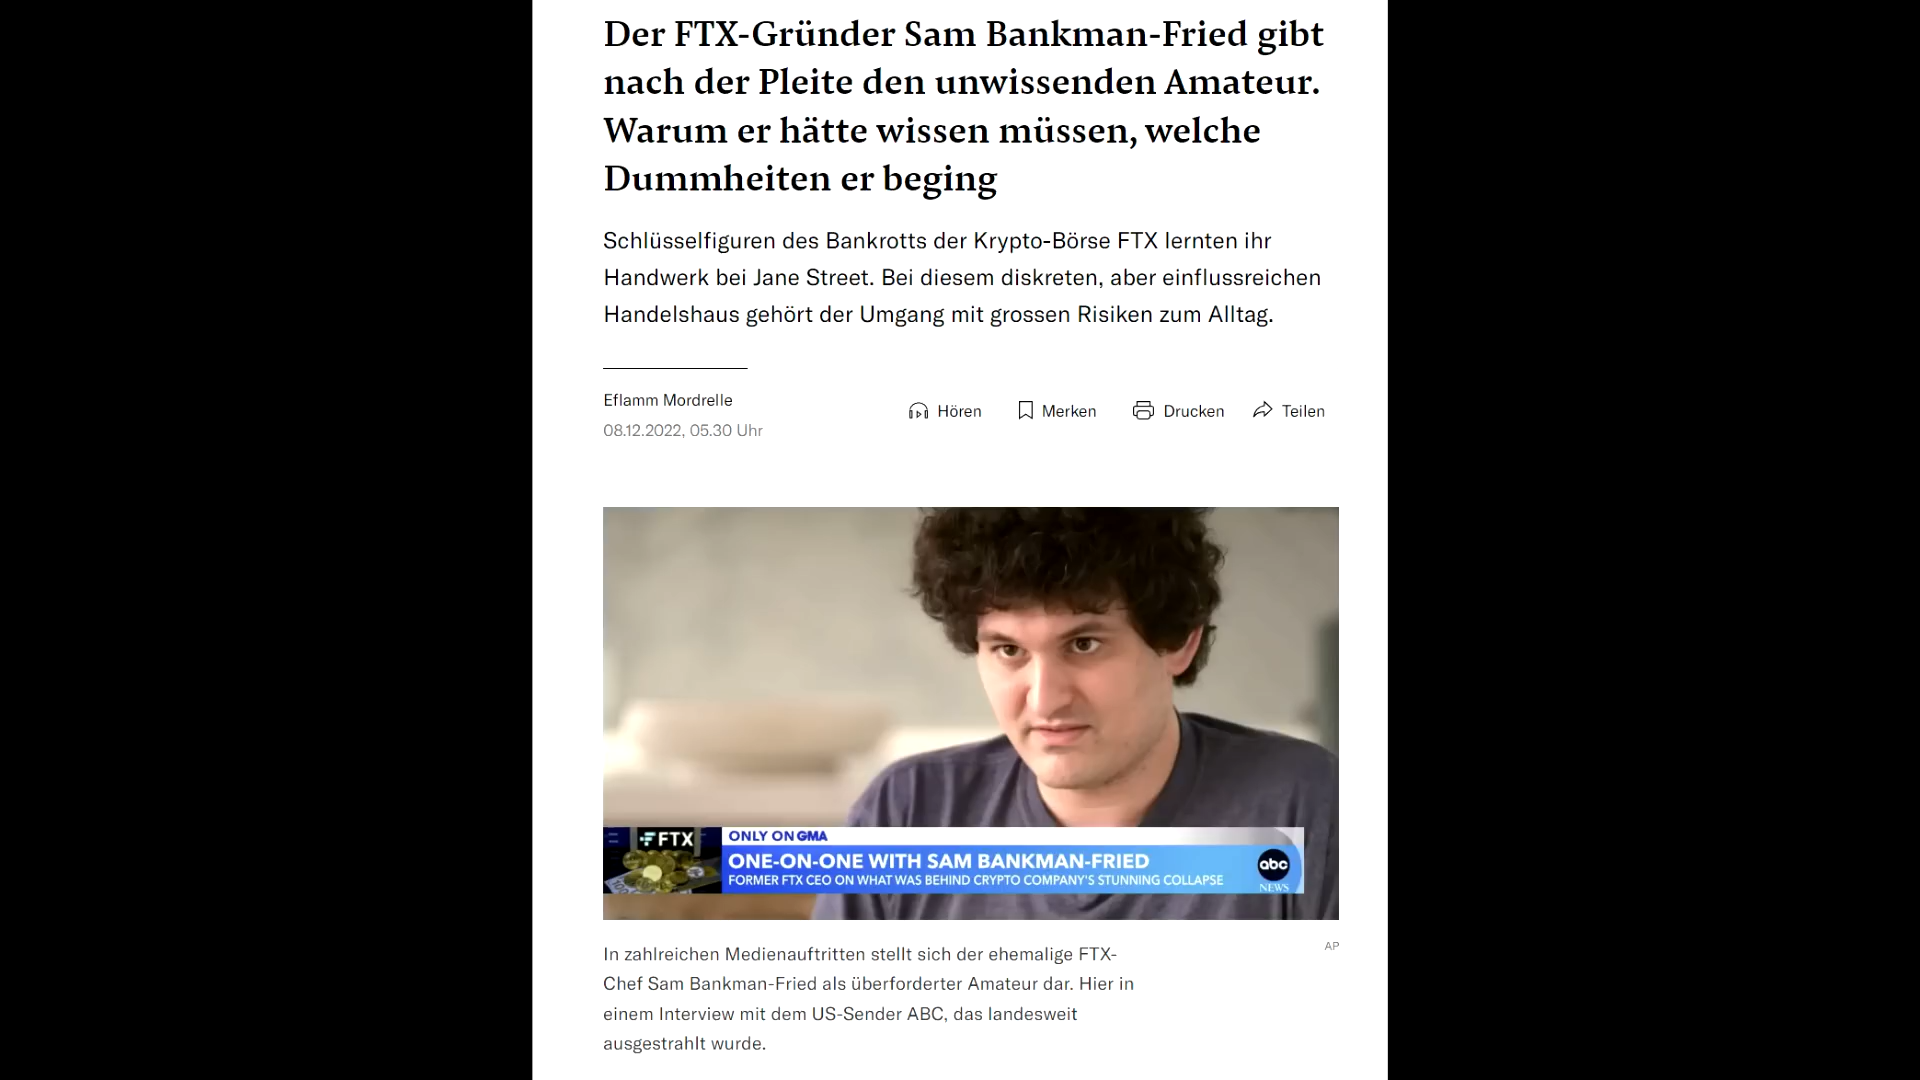 Der FTX-Gründer Sam Bankman-Fried gibt
nach der Pleite den unwissenden Amateur.
Warum er hätte wissen müssen, welche
Dummheiten er beging
Schlüsselfiguren des Bankrotts der Krypto-Börse FTX lernten ihr
Handwerk bei Jane Street. Bei diesem diskreten, aber einflussreichen
Handelshaus gehört der Umgang mit grossen Risiken zum Alltag.
Eflamm Mordrelle
08.12.2022, 05.30 Uhr
Hören Merken Drucken Teilen
FTX
ONLY ON GMA
ONE-ON-ONE WITH SAM BANKMAN-FRIED
FORMER FTX CEO ON WHAT WAS BEHIND CRYPTO COMPANY'S STUNNING COLLAPSE
abc
NEWS
AP
In zahlreichen Medienauftritten stellt sich der ehemalige FTX-
Chef Sam Bankman-Fried als überforderter Amateur dar. Hier in
einem Interview mit dem US-Sender ABC, das landesweit
ausgestrahlt wurde.